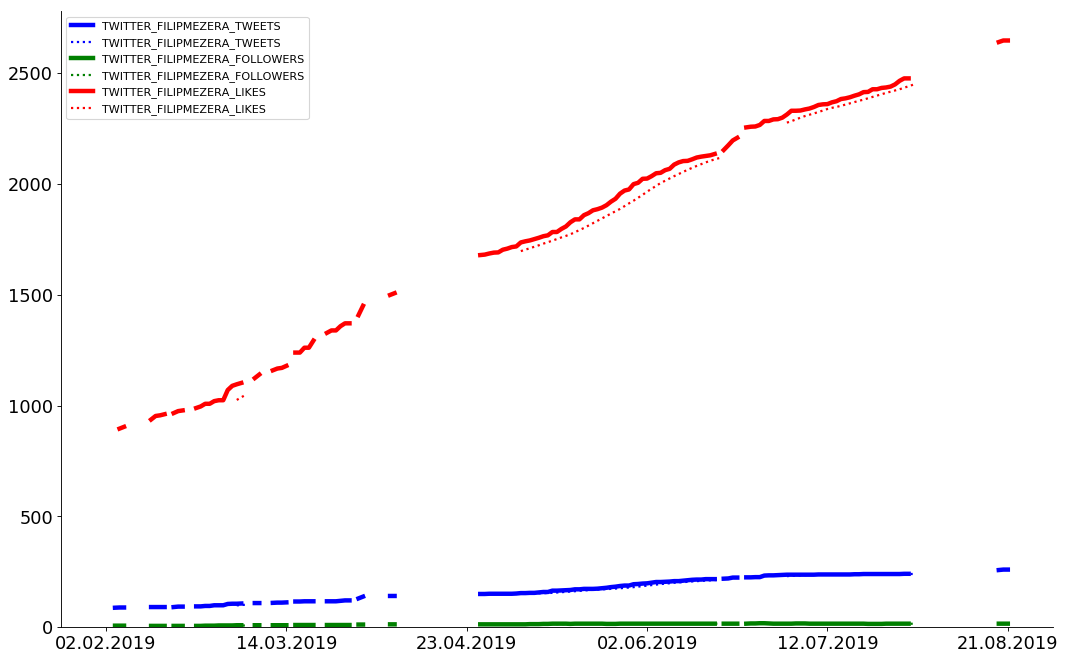 TWITTER_FILIPMEZERA_TWEETS
TWITTER_FILIPMEZERA_TWEETS
TWITTER_FILIPMEZERA_FOLLOWERS
TWITTER_FILIPMEZERA_FOLLOWERS
TWITTER_FILIPMEZERA_LIKES
TWITTER_FILIPMEZERA_LIKES
2500
2000
1500
1000
500
0
02.02.2019 14.03.2019 23.04.2019 02.06.2019 12.07.2019 21.08.2019